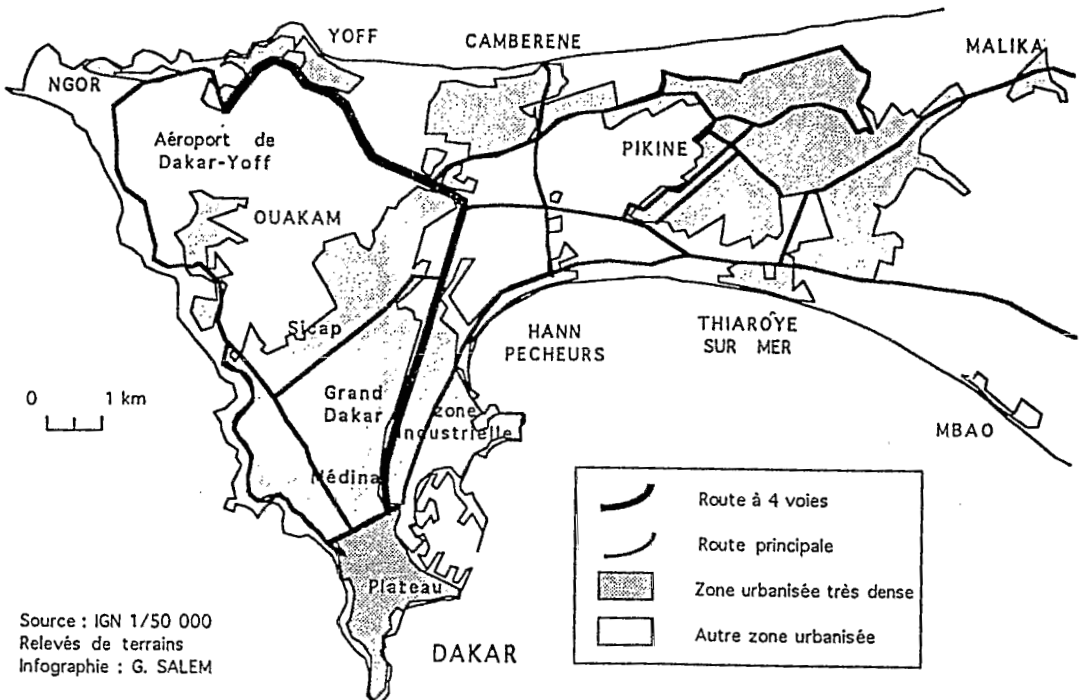 YOFF
CAMBERENE
MALIKA
NGOR
Aéroport de
Dakar-Yoff
PIKINE
OUAKAM
Sicap
HANN
PECHEURS
THIAROYE
SUR MER
0 1 km
Grand
Dakar
Zone
industrielle
MBAO
Médina
Plateau
DAKAR
Route à 4 voies
Route principale
Zone urbanisée très dense
Autre zone urbanisée
Source : IGN 1/50 000
Relevés de terrains
Infographie : G. SALEM